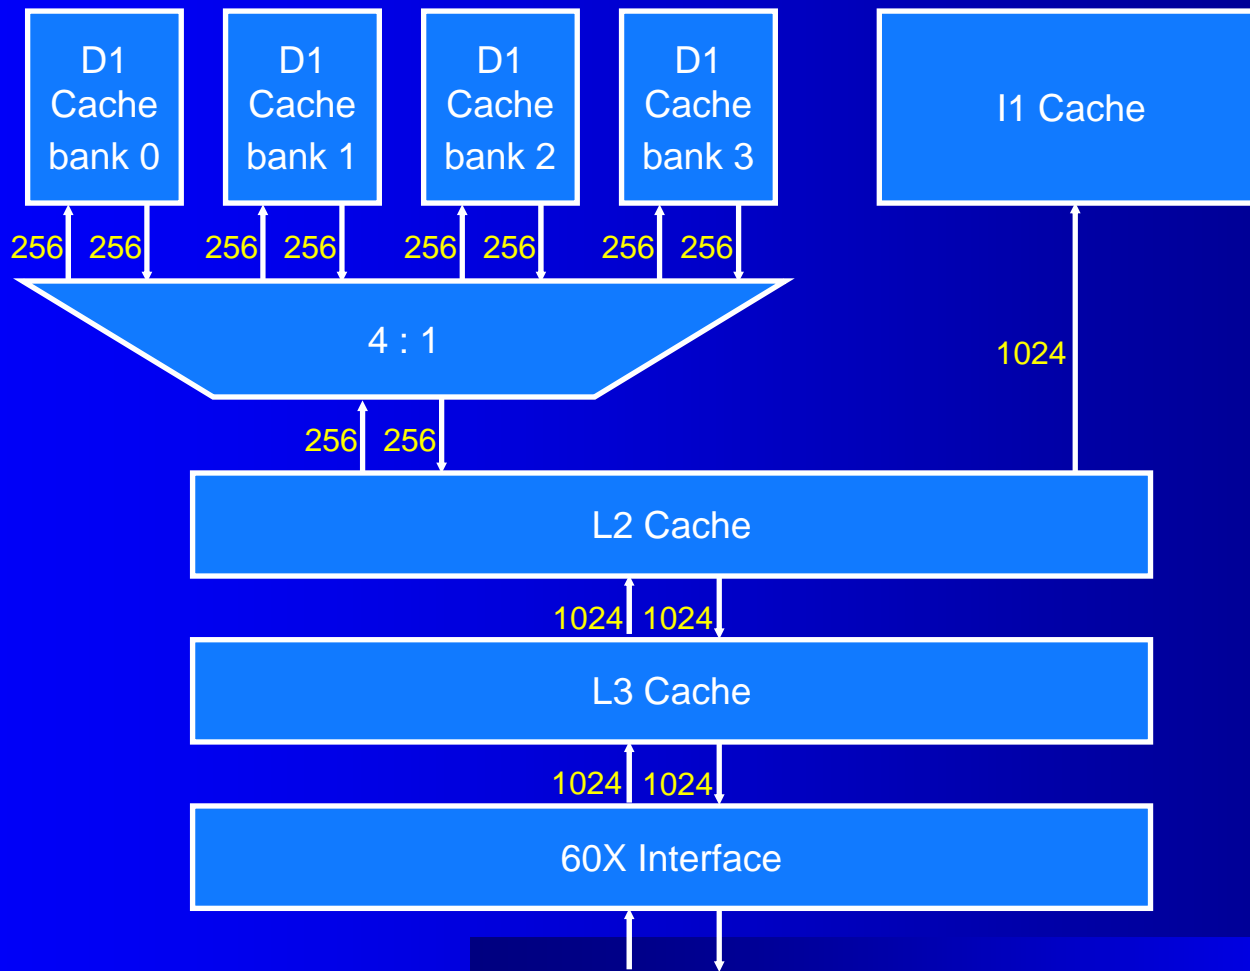 D1
Cache
bank 0
D1
Cache
bank 1
D1
Cache
bank 2
D1
Cache
bank 3
I1 Cache
256 256 256 256 256 256 256 256
4 : 1
1024
256 256
L2 Cache
1024 1024
L3 Cache
1024 1024
60X Interface